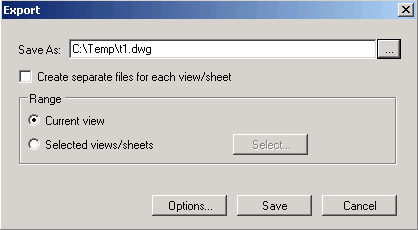 Export
Save As: C:\Temp\t1.dwg ...
Create separate files for each view/sheet
Range
Current view
Selected views/sheets Select...
Options... Save Cancel